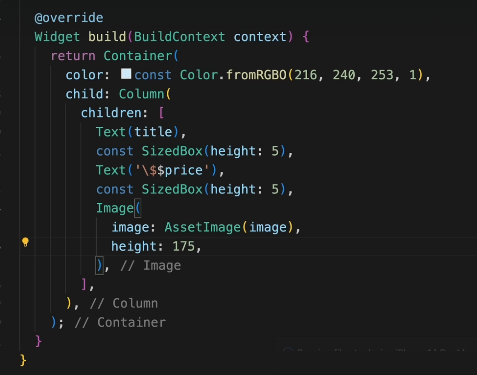 @override
Widget build(BuildContext context) {
return Container(
color: const Color.fromRGBO(216, 240, 253, 1),
child: Column(
children: [
Text(title),
const SizedBox(height: 5),
Text('\$$price'),
const SizedBox(height: 5),
Image(
image: AssetImage(image),
height: 175,
), // Image
],
), // Column
); // Container
}
}